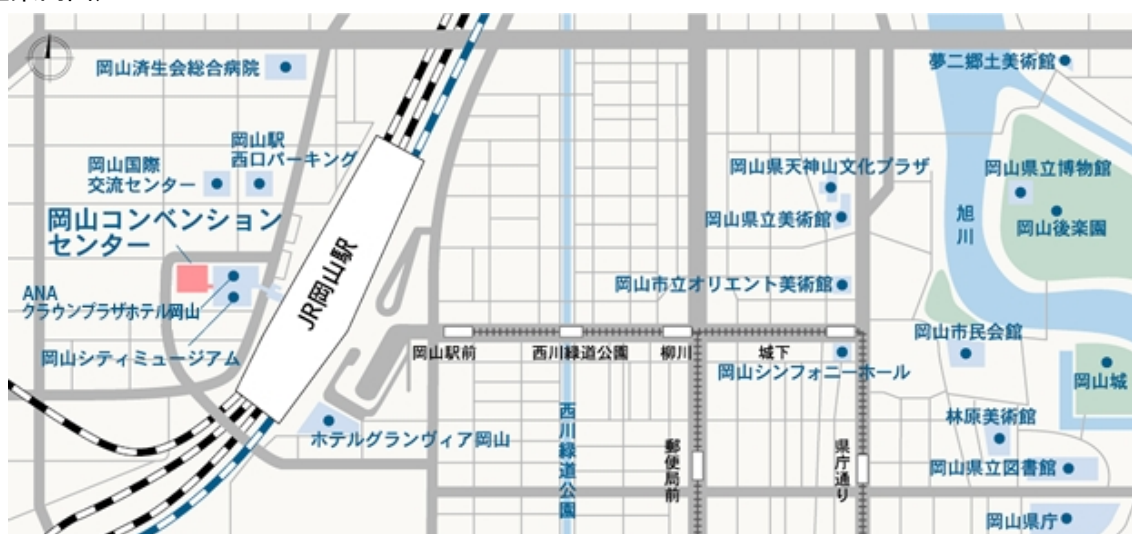 岡山済生会総合病院
夢二郷土美術館
岡山駅
西口パーキング
岡山国際
交流センター
岡山コンベンション
センター
岡山県天神山文化プラザ
岡山県立博物館
岡山県立美術館
旭川
岡山後楽園
JR岡山駅
ANA
クラウンプラザホテル岡山
岡山市立オリエント美術館
岡山シティミュージアム
岡山駅前
西川緑道公園
柳川
城下
岡山市民会館
岡山シンフォニーホール
岡山城
西川緑道公園
ホテルグランヴィア岡山
林原美術館
郵便局前
県庁通り
岡山県立図書館
岡山県庁